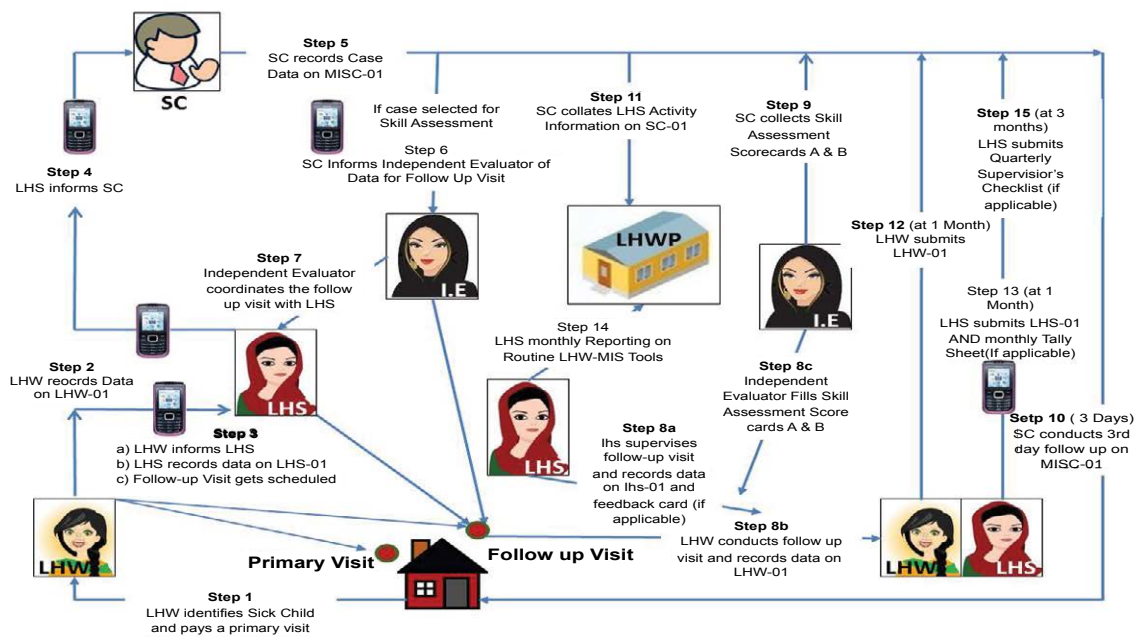 Step 5
SC records Case
Data on MISC-01
SC
If case selected for
Skill Assessment
Step 6
SC Informs Independent Evaluator of
Data for Follow Up Visit
Step 11
SC collates LHS Activity
Information on SC-01
Step 9
SC collects Skill
Assessment
Scorecards A & B
Step 15 (at 3
months)
LHS submits
Quarterly
Supervisior's
Checklist (if
applicable)
Step 4
LHS informs SC
Step 12 (at 1 Month)
LHW submits
LHW-01
LHWP
I.E
I.E
Step 7
Independent Evaluator
coordinates the follow
up visit with LHS
Step 13 (at 1
Month)
LHS submits LHS-01
AND monthly Tally
Sheet(If applicable)
Step 14
LHS monthly Reporting on
Routine LHW-MIS Tools
Step 2
LHW reocrds Data
on LHW-01
LHS
Step 8c
Independent
Evaluator Fills Skill
Assessment Score
cards A & B
Step 3
a) LHW informs LHS
b) LHS records data on LHS-01
c) Follow-up Visit gets scheduled
LHS
Step 8a
lhs supervises
follow-up visit
and records data
on lhs-01 and
feedback card (if
applicable)
Setp 10 ( 3 Days)
SC conducts 3rd
day follow up on
MISC-01
Step 8b
LHW conducts follow up
visit and records data on
LHW-01
LHW
Primary Visit
Follow up Visit
LHW
LHS
Step 1
LHW identifies Sick Child
and pays a primary visit